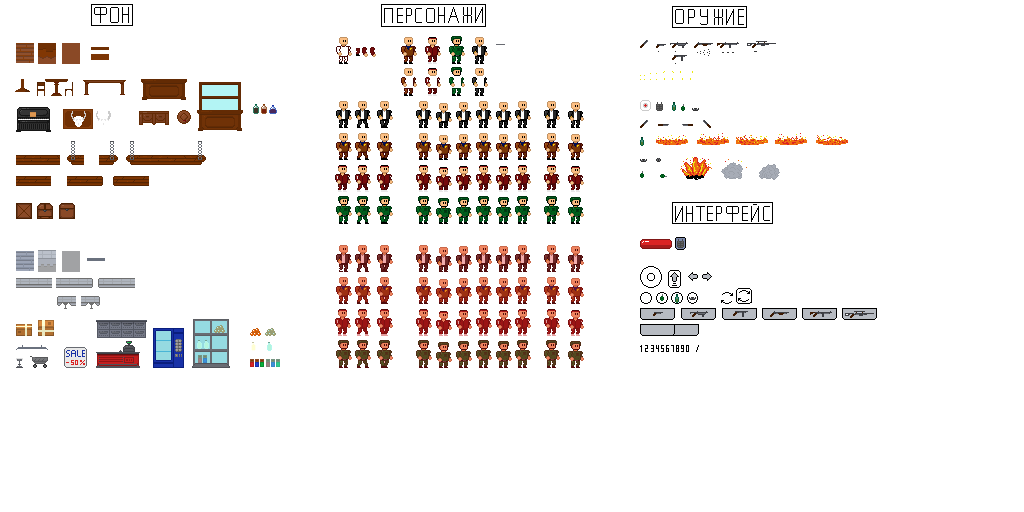 ФОН
ПЕРСОНАЖИ
ОРУЖИЕ
ИНТЕРФЕЙС
SALE
-50%
1234567890 /